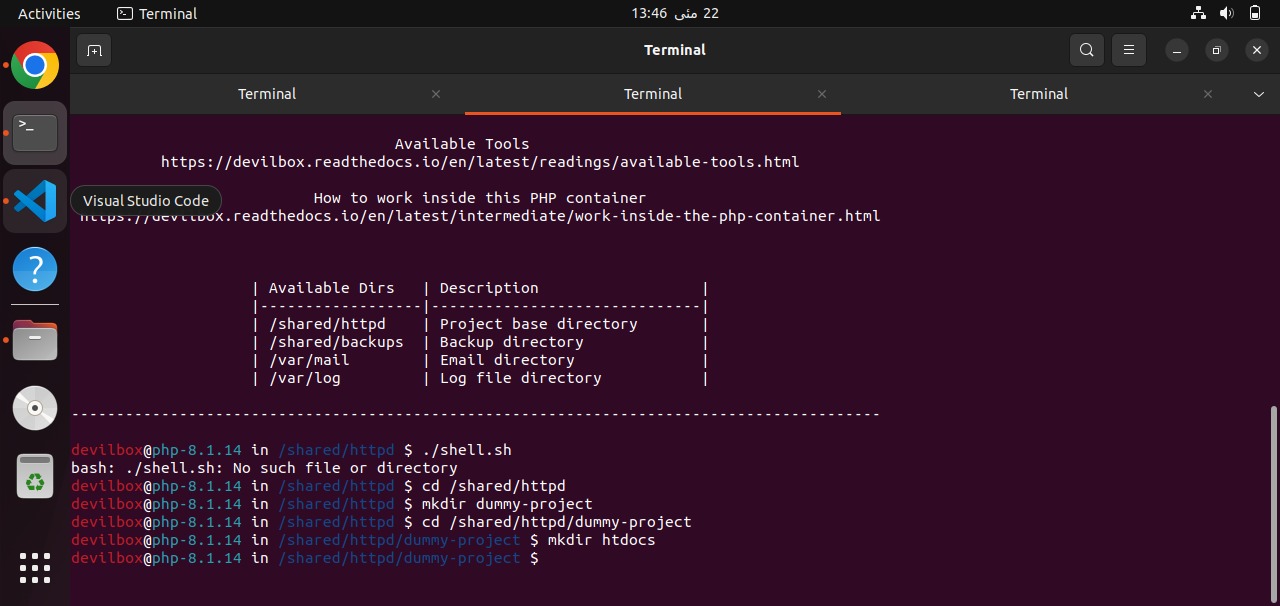 Activities
Terminal
22 مئی 13:46
Terminal
Terminal
Terminal
Terminal
Available Tools
https://devilbox.readthedocs.io/en/latest/readings/available-tools.html
Visual Studio Code
How to work inside this PHP container
https://devilbox.readthedocs.io/en/latest/intermediate/work-inside-the-php-container.html
| Available Dirs | Description |
|------------------|------------------------------|
| /shared/httpd | Project base directory |
| /shared/backups | Backup directory |
| /var/mail | Email directory |
| /var/log | Log file directory |
------------------------------------------------------------------------------------------
devilbox@php-8.1.14 in /shared/httpd $ ./shell.sh
bash: ./shell.sh: No such file or directory
devilbox@php-8.1.14 in /shared/httpd $ cd /shared/httpd
devilbox@php-8.1.14 in /shared/httpd $ mkdir dummy-project
devilbox@php-8.1.14 in /shared/httpd $ cd /shared/httpd/dummy-project
devilbox@php-8.1.14 in /shared/httpd/dummy-project $ mkdir htdocs
devilbox@php-8.1.14 in /shared/httpd/dummy-project $